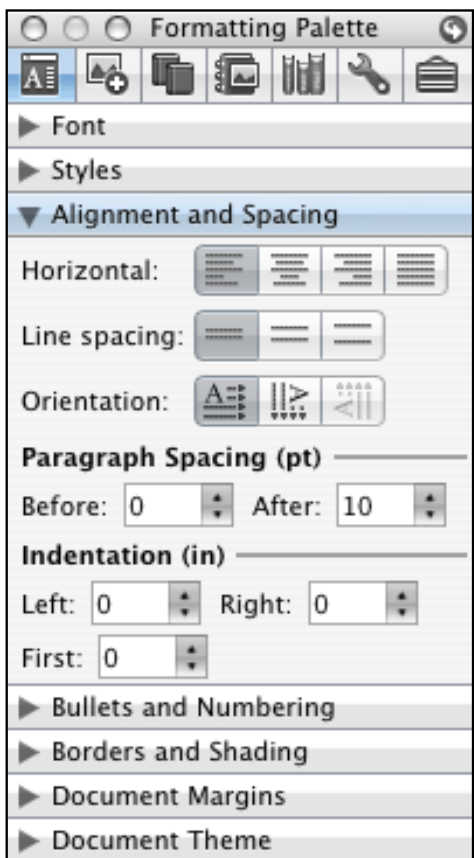 Formatting Palette
Font
Styles
Alignment and Spacing
Horizontal:
Line spacing:
Orientation:
Paragraph Spacing (pt)
Before: 0 After: 10
Indentation (in)
Left: 0 Right: 0
First: 0
Bullets and Numbering
Borders and Shading
Document Margins
Document Theme